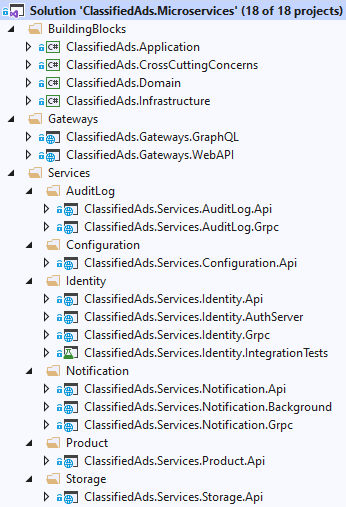 Solution 'ClassifiedAds.Microservices' (18 of 18 projects)
BuildingBlocks
C# ClassifiedAds.Application
C# ClassifiedAds.CrossCuttingConcerns
C# ClassifiedAds.Domain
C# ClassifiedAds.Infrastructure
Gateways
ClassifiedAds.Gateways.GraphQL
ClassifiedAds.Gateways.WebAPI
Services
AuditLog
ClassifiedAds.Services.AuditLog.Api
ClassifiedAds.Services.AuditLog.Grpc
Configuration
ClassifiedAds.Services.Configuration.Api
Identity
ClassifiedAds.Services.Identity.Api
ClassifiedAds.Services.Identity.AuthServer
ClassifiedAds.Services.Identity.Grpc
ClassifiedAds.Services.Identity.IntegrationTests
Notification
ClassifiedAds.Services.Notification.Api
ClassifiedAds.Services.Notification.Background
ClassifiedAds.Services.Notification.Grpc
Product
ClassifiedAds.Services.Product.Api
Storage
ClassifiedAds.Services.Storage.Api